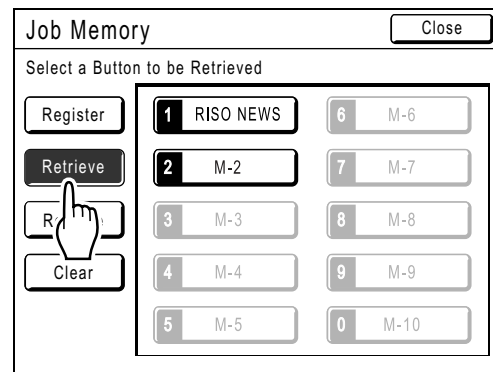 Job Memory
Close
Select a Button to be Retrieved
Register
Retrieve
Clear
1 RISO NEWS
2 M-2
3 M-3
4 M-4
5 M-5
6 M-6
7 M-7
8 M-8
9 M-9
0 M-10